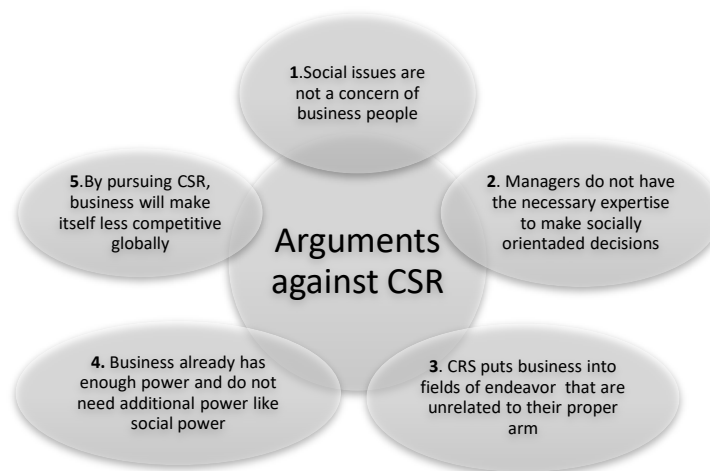 1.Social issues are
not a concern of
business people
2. Managers do not have
the necessary expertise
to make socially
orientaded decisions
3. CRS puts business into
fields of endeavor that are
unrelated to their proper
arm
4. Business already has
enough power and do not
need additional power like
social power
5.By pursuing CSR,
business will make
itself less competitive
globally
Arguments
against CSR